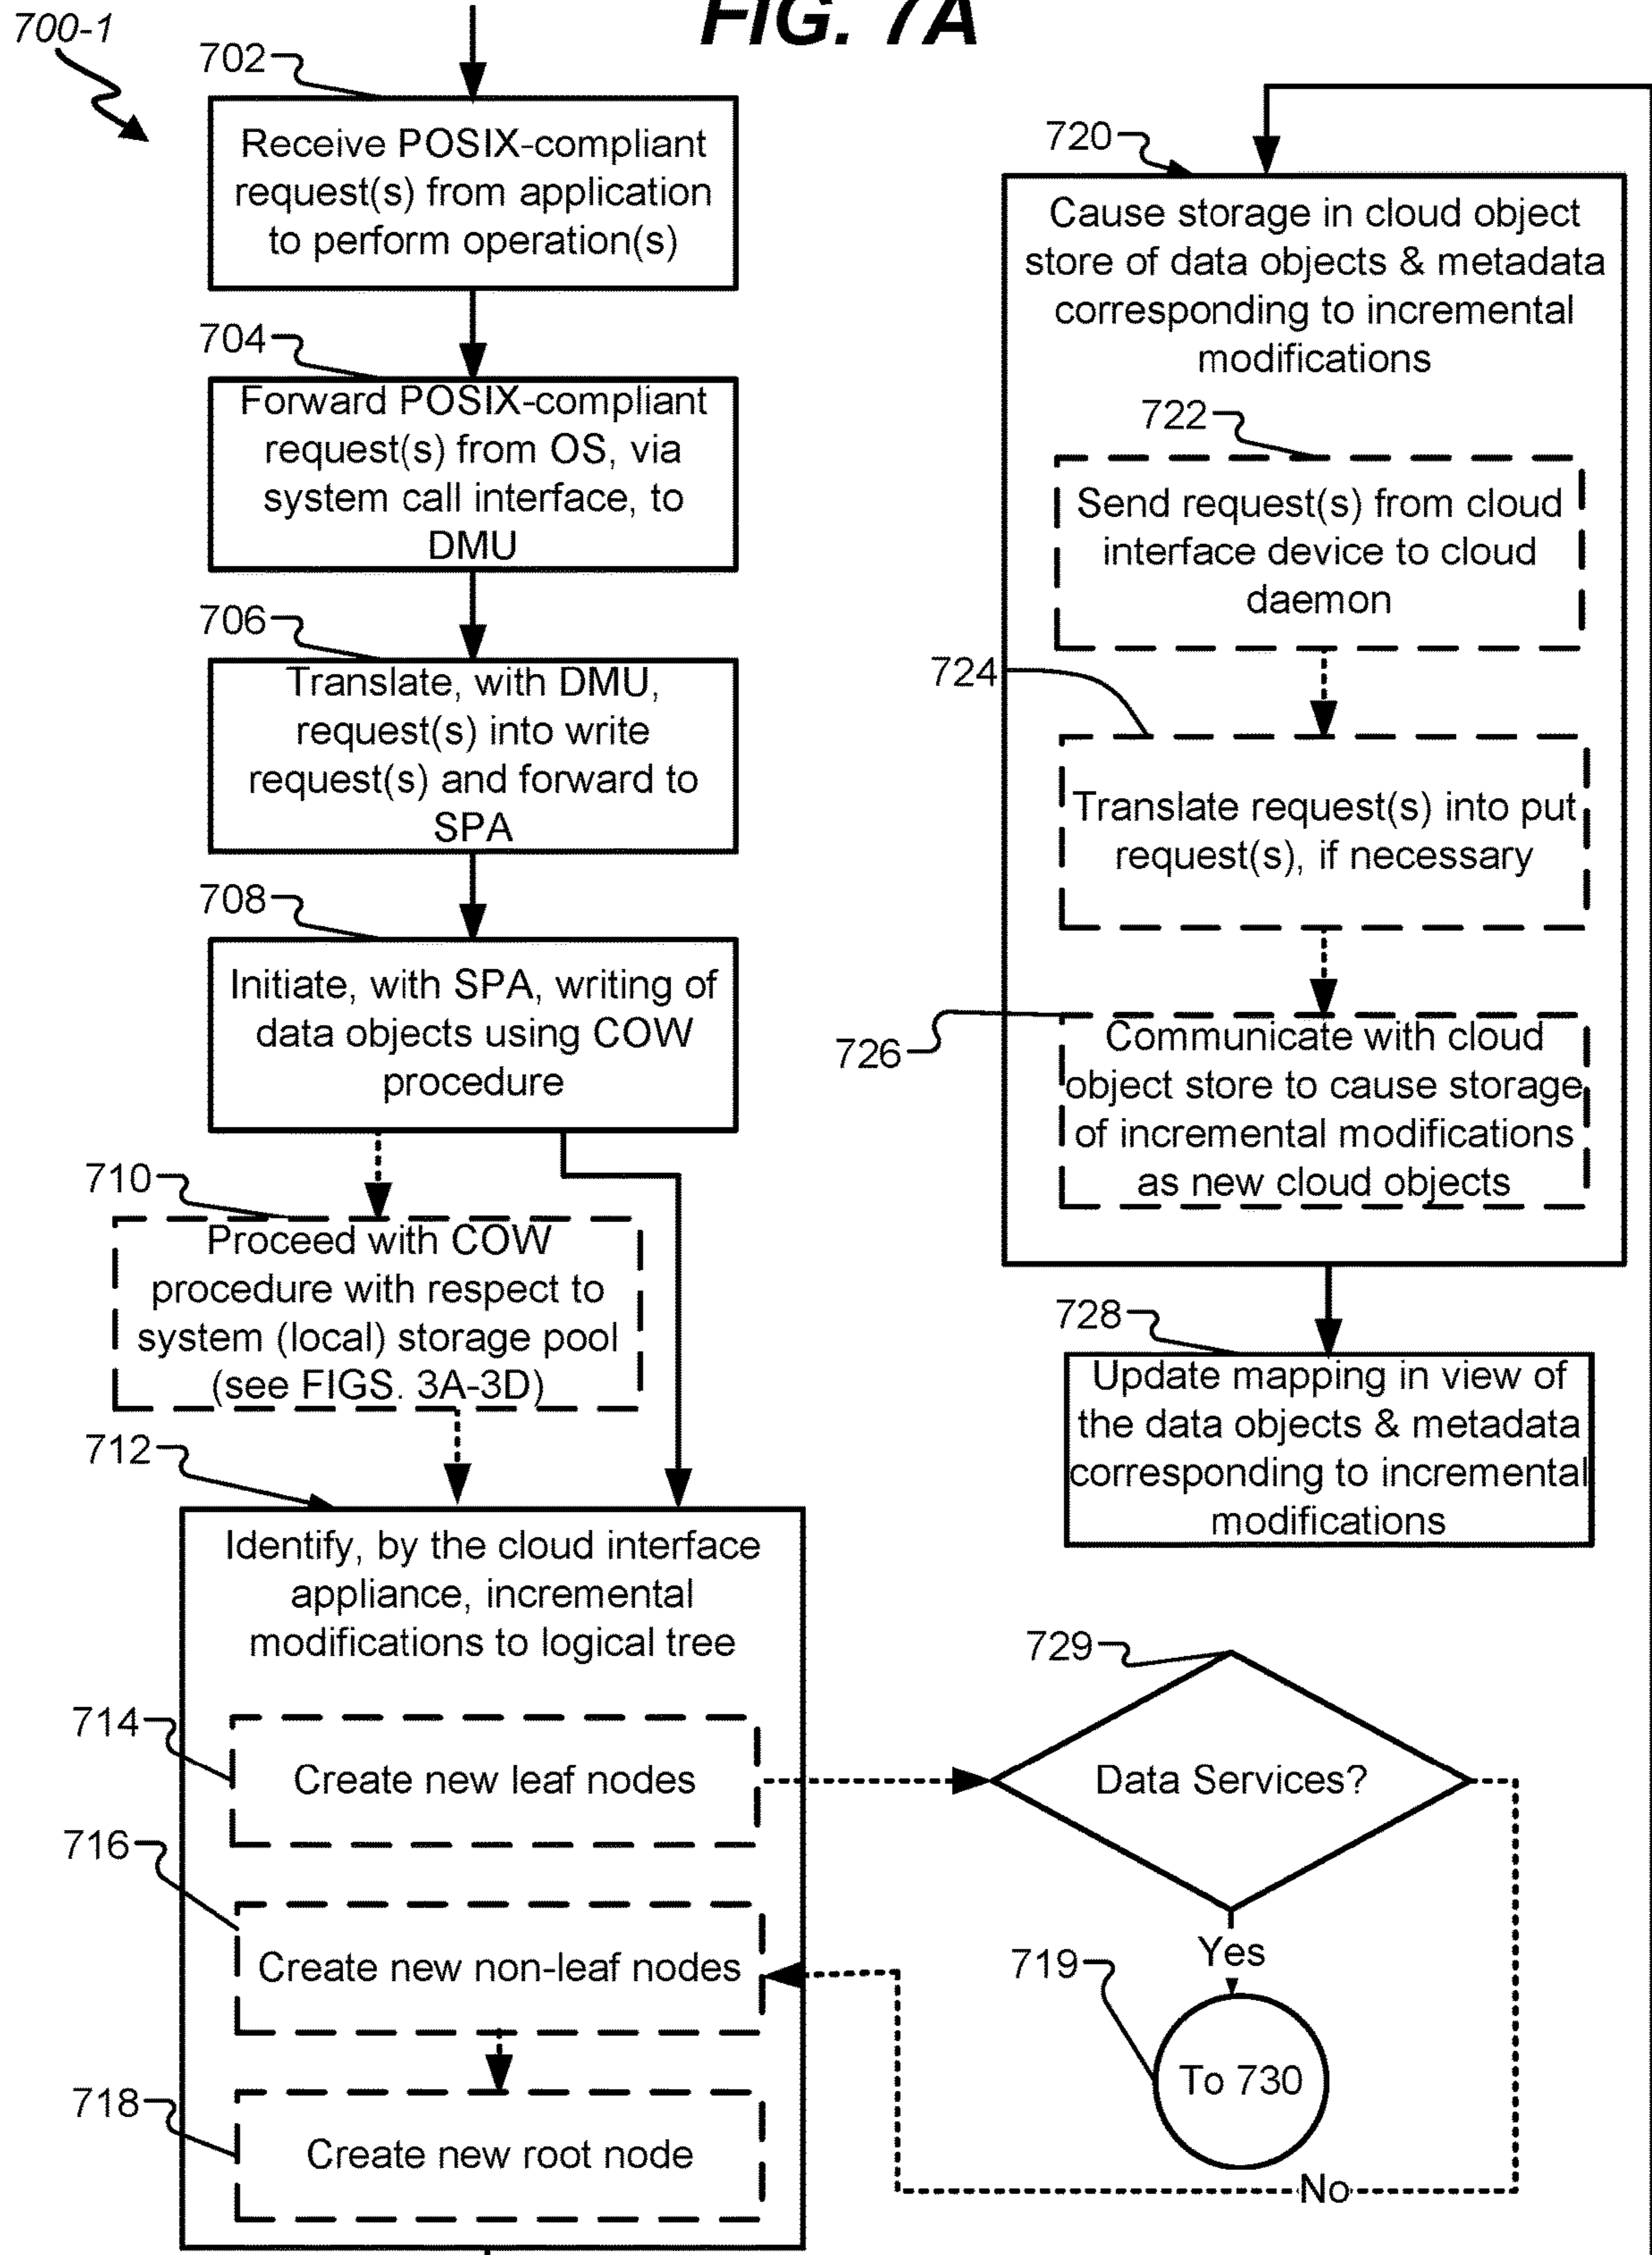 FIG. 7A
700-1
702
Receive POSIX-compliant
request(s) from application
to perform operation(s)
704
Forward POSIX-compliant
request(s) from OS, via
system call interface, to
DMU
706
Translate, with DMU,
request(s) into write
request(s) and forward to
SPA
708
Initiate, with SPA, writing of
data objects using COW
procedure
710
Proceed with COW
procedure with respect to
system (local) storage pool
(see FIGS. 3A-3D)
712
Identify, by the cloud interface
appliance, incremental
modifications to logical tree
714
Create new leaf nodes
716
Create new non-leaf nodes
718
Create new root node
720
Cause storage in cloud object
store of data objects & metadata
corresponding to incremental
modifications
722
Send request(s) from cloud
interface device to cloud
daemon
724
Translate request(s) into put
request(s), if necessary
726
Communicate with cloud
object store to cause storage
of incremental modifications
as new cloud objects
728
Update mapping in view of
the data objects & metadata
corresponding to incremental
modifications
729
Data Services?
Yes
719
To 730
No